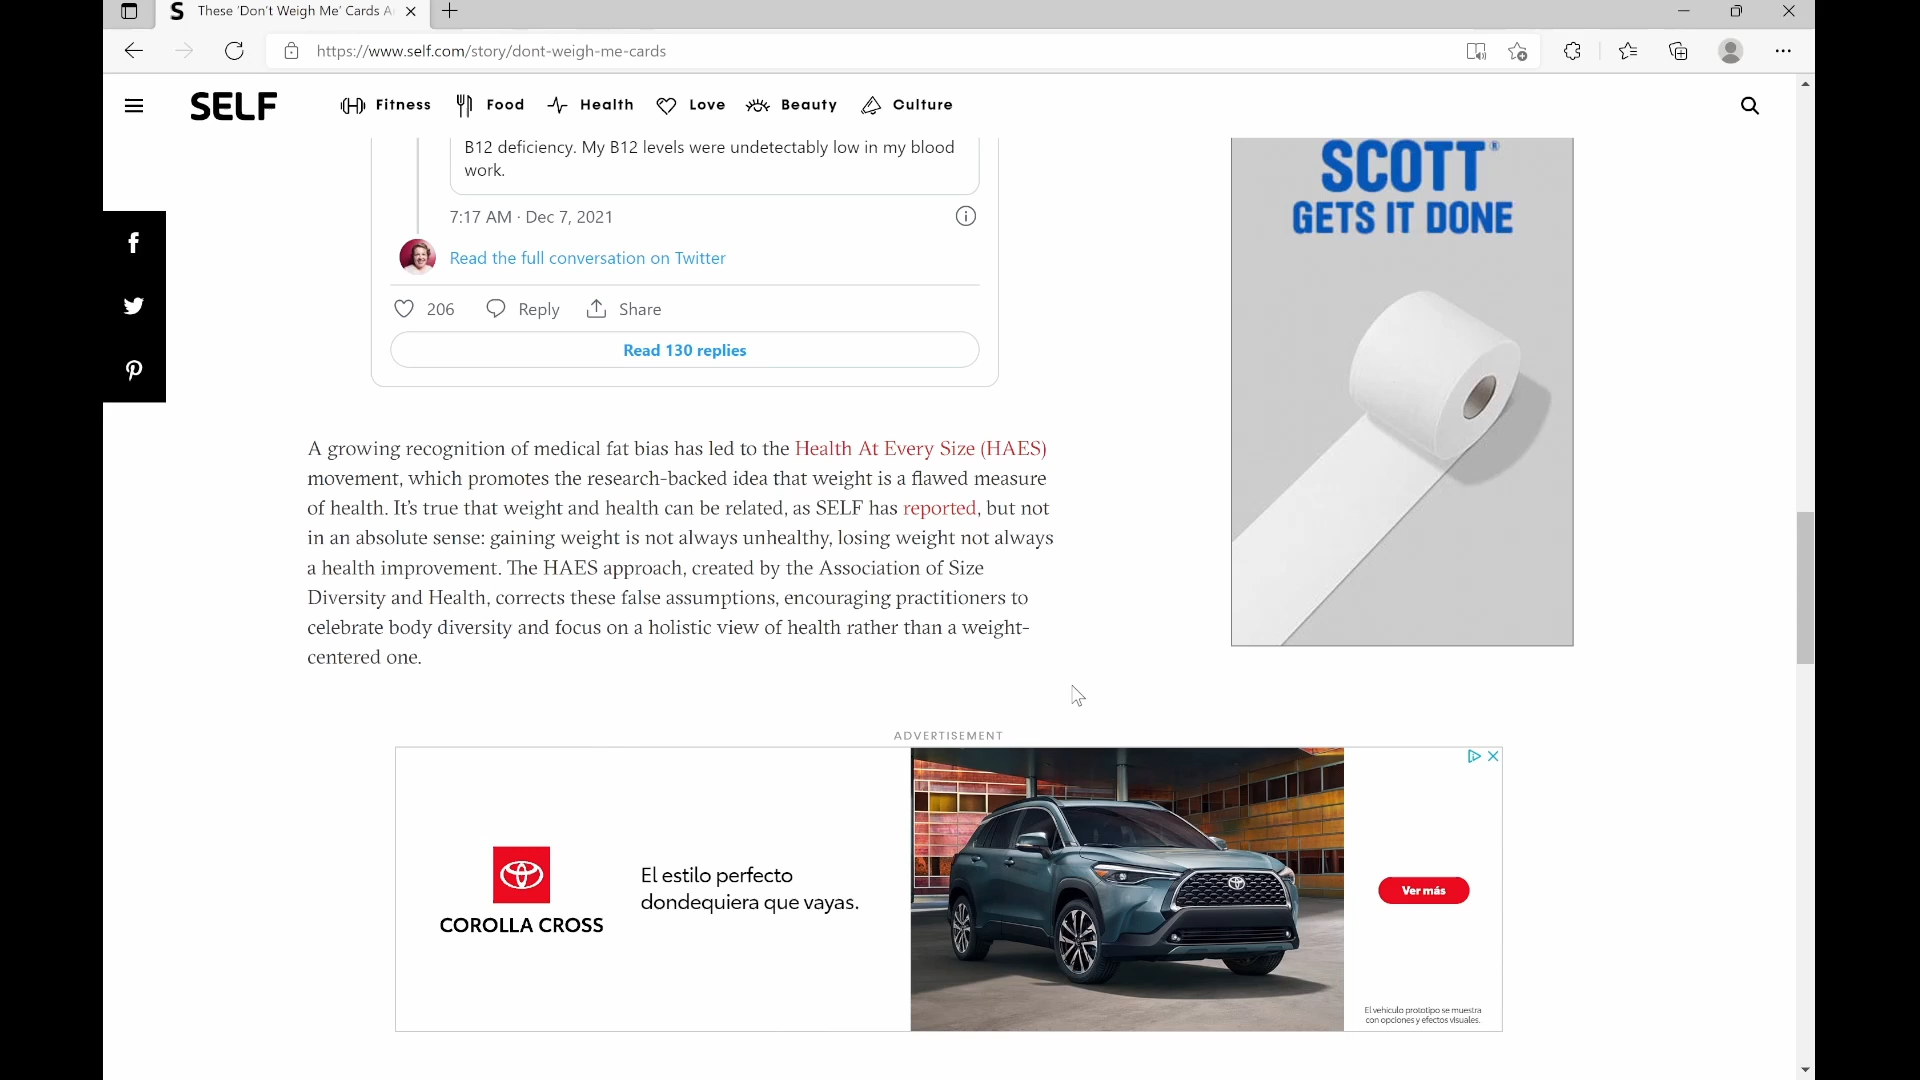 These 'Don't Weigh Me' Cards A
https://www.self.com/story/dont-weigh-me-cards
SELF
Fitness
Food
Health
Love
Beauty
Culture
B12 deficiency. My B12 levels were undetectably low in my blood
work.
7:17 AM · Dec 7, 2021
Read the full conversation on Twitter
206
Reply
Share
Read 130 replies
SCOTT®
GETS IT DONE
A growing recognition of medical fat bias has led to the Health At Every Size (HAES)
movement, which promotes the research-backed idea that weight is a flawed measure
of health. It's true that weight and health can be related, as SELF has reported, but not
in an absolute sense: gaining weight is not always unhealthy, losing weight not always
a health improvement. The HAES approach, created by the Association of Size
Diversity and Health, corrects these false assumptions, encouraging practitioners to
celebrate body diversity and focus on a holistic view of health rather than a weight-
centered one.
ADVERTISEMENT
COROLLA CROSS
El estilo perfecto
dondequiera que vayas.
Ver más
El vehículo prototipo se muestra
con opciones y efectos visuales.